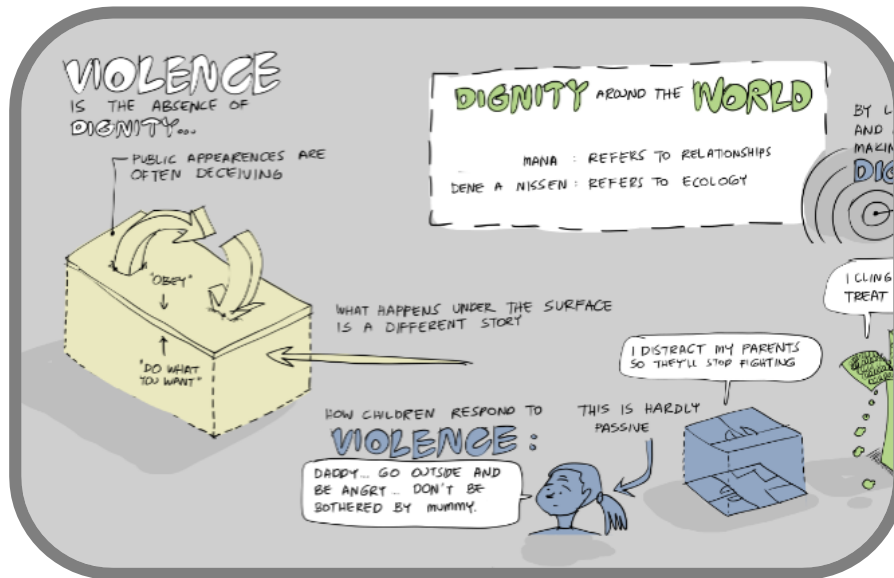 VIOLENCE
IS THE ABSENCE OF
DIGNITY...
PUBLIC APPEARENCES ARE
OFTEN DECEIVING
"OBEY"
"DO WHAT
YOU WANT"
DIGNITY AROUND THE WORLD
MANA : REFERS TO RELATIONSHIPS
DENE A NISSEN : REFERS TO ECOLOGY
BY L
AND
MAKIN
DIG
WHAT HAPPENS UNDER THE SURFACE
IS A DIFFERENT STORY
I CLING
TREAT
I DISTRACT MY PARENTS
SO THEY'LL STOP FIGHTING
HOW CHILDREN RESPOND TO
VIOLENCE:
THIS IS HARDLY
PASSIVE
DADDY... GO OUTSIDE AND
BE ANGRY... DON'T BE
BOTHERED BY MUMMY.